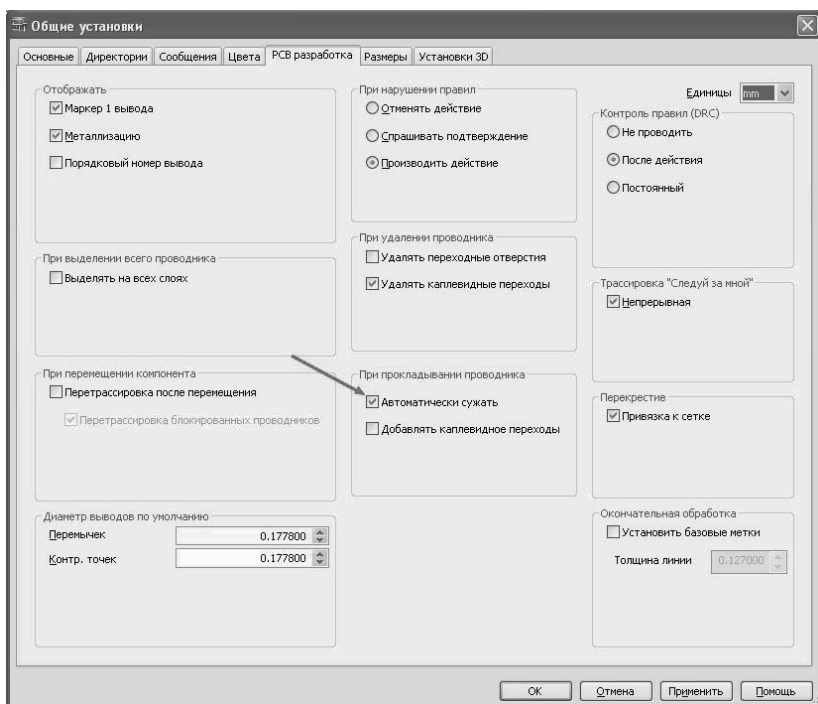 Общие установки
Основные Директории Сообщения Цвета PCB разработка Размеры Установки 3D
Отображать
Маркер 1 вывода
Металлизацию
Порядковый номер вывода
При выделении всего проводника
Выделять на всех слоях
При перемещении компонента
Перетрассировка после перемещения
Перетрассировка блокированных проводников
Диаметр выводов по умолчанию
Перемычек 0.177800
Контр. точек 0.177800
При нарушении правил
Отменять действие
Спрашивать подтверждение
Производить действие
При удалении проводника
Удалять переходные отверстия
Удалять каплевидные переходы
При прокладывании проводника
Автоматически сужать
Добавлять каплевидное переходы
Единицы mm
Контроль правил (DRC)
Не проводить
После действия
Постоянный
Трассировка "Следуй за мной"
Непрерывная
Перекрестие
Привязка к сетке
Окончательная обработка
Установить базовые метки
Толщина линии 0.127000
OK Отмена Применить Помощь